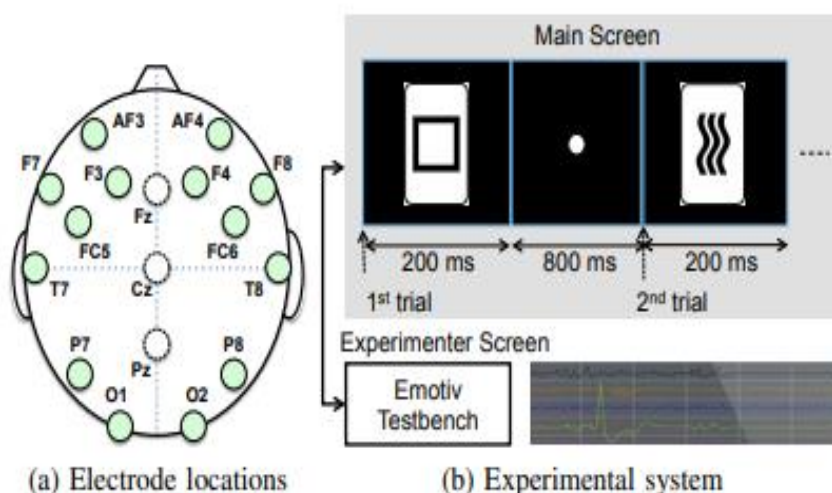 AF3 AF4
F7 F3 F4 F8
Fz
FC5 FC6
T7 Cz T8
P7 Pz P8
O1 O2
(a) Electrode locations
Main Screen
200 ms 800 ms 200 ms
1st trial 2nd trial
Experimenter Screen
Emotiv
Testbench
(b) Experimental system